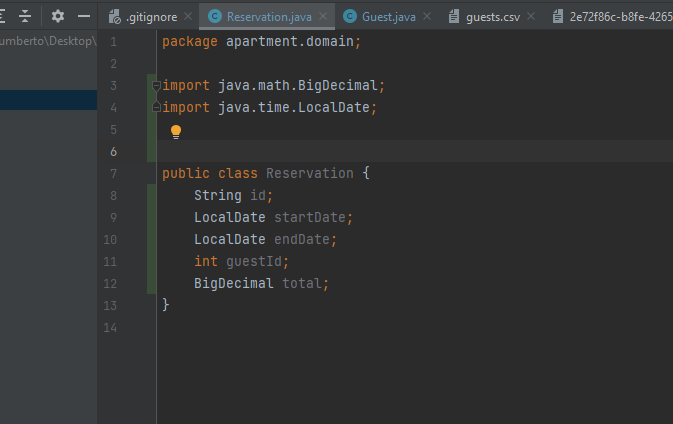 .gitignore
Reservation.java
Guest.java
guests.csv
2e72f86c-b8fe-4265
umberto\Desktop\
1 package apartment.domain;
2
3 import java.math.BigDecimal;
4 import java.time.LocalDate;
5
6
7 public class Reservation {
8 String id;
9 LocalDate startDate;
10 LocalDate endDate;
11 int guestId;
12 BigDecimal total;
13 }
14